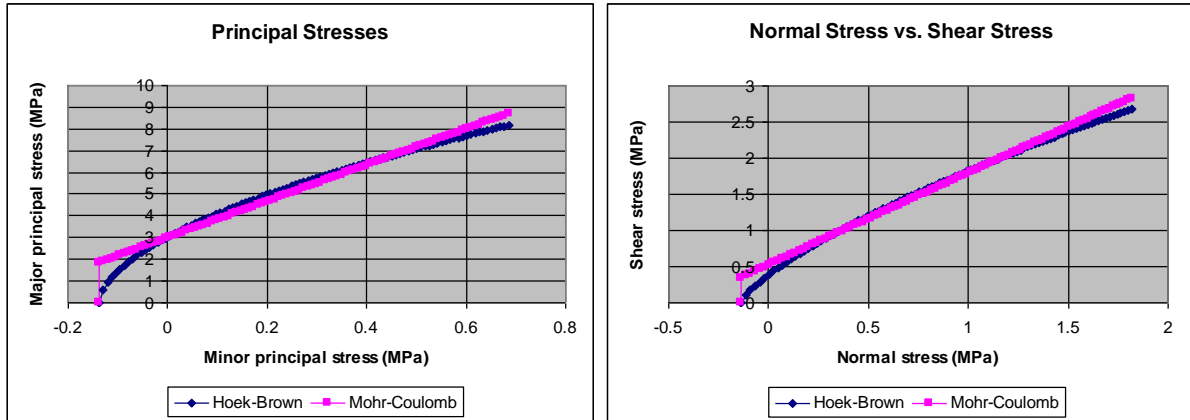 Principal Stresses
Major principal stress (MPa)
10
9
8
7
6
5
4
3
2
1
0
-0.2 0 0.2 0.4 0.6 0.8
Minor principal stress (MPa)
Hoek-Brown Mohr-Coulomb
Normal Stress vs. Shear Stress
Shear stress (MPa)
3
2.5
2
1.5
1
0.5
0
-0.5 0 0.5 1 1.5 2
Normal stress (MPa)
Hoek-Brown Mohr-Coulomb